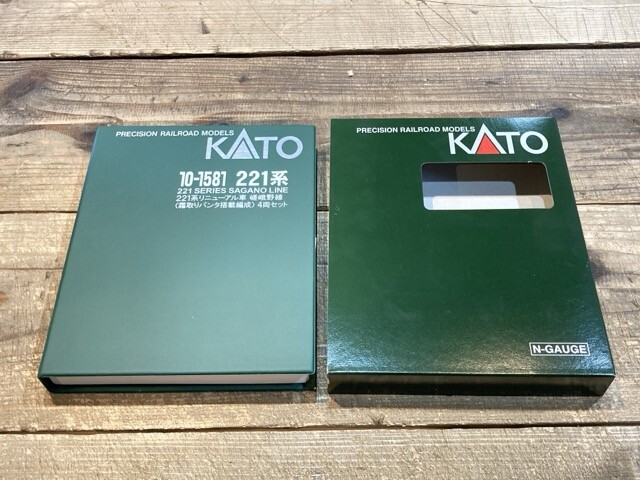 PRECISION RAILROAD MODELS
KATO
10-1581 221系
221 SERIES SAGANO LINE
221系リニューアル車 嵯峨野線
〈霜取りパンタ搭載編成〉 4両セット
PRECISION RAILROAD MODELS
KATO
N-GAUGE